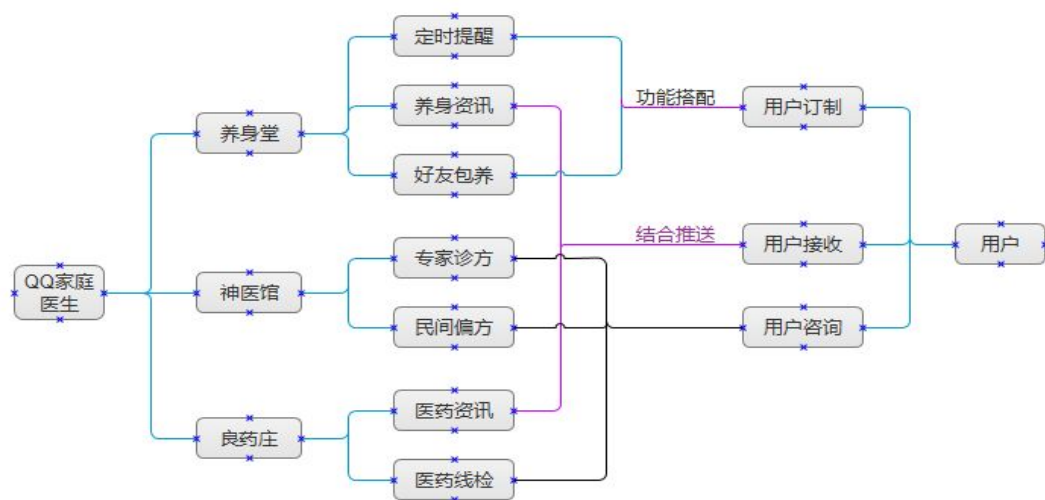 定时提醒
养身资讯
功能搭配
用户订制
养身堂
好友包养
结合推送
用户接收
用户
专家诊方
QQ家庭
医生
神医馆
民间偏方
用户咨询
医药资讯
良药庄
医药线检